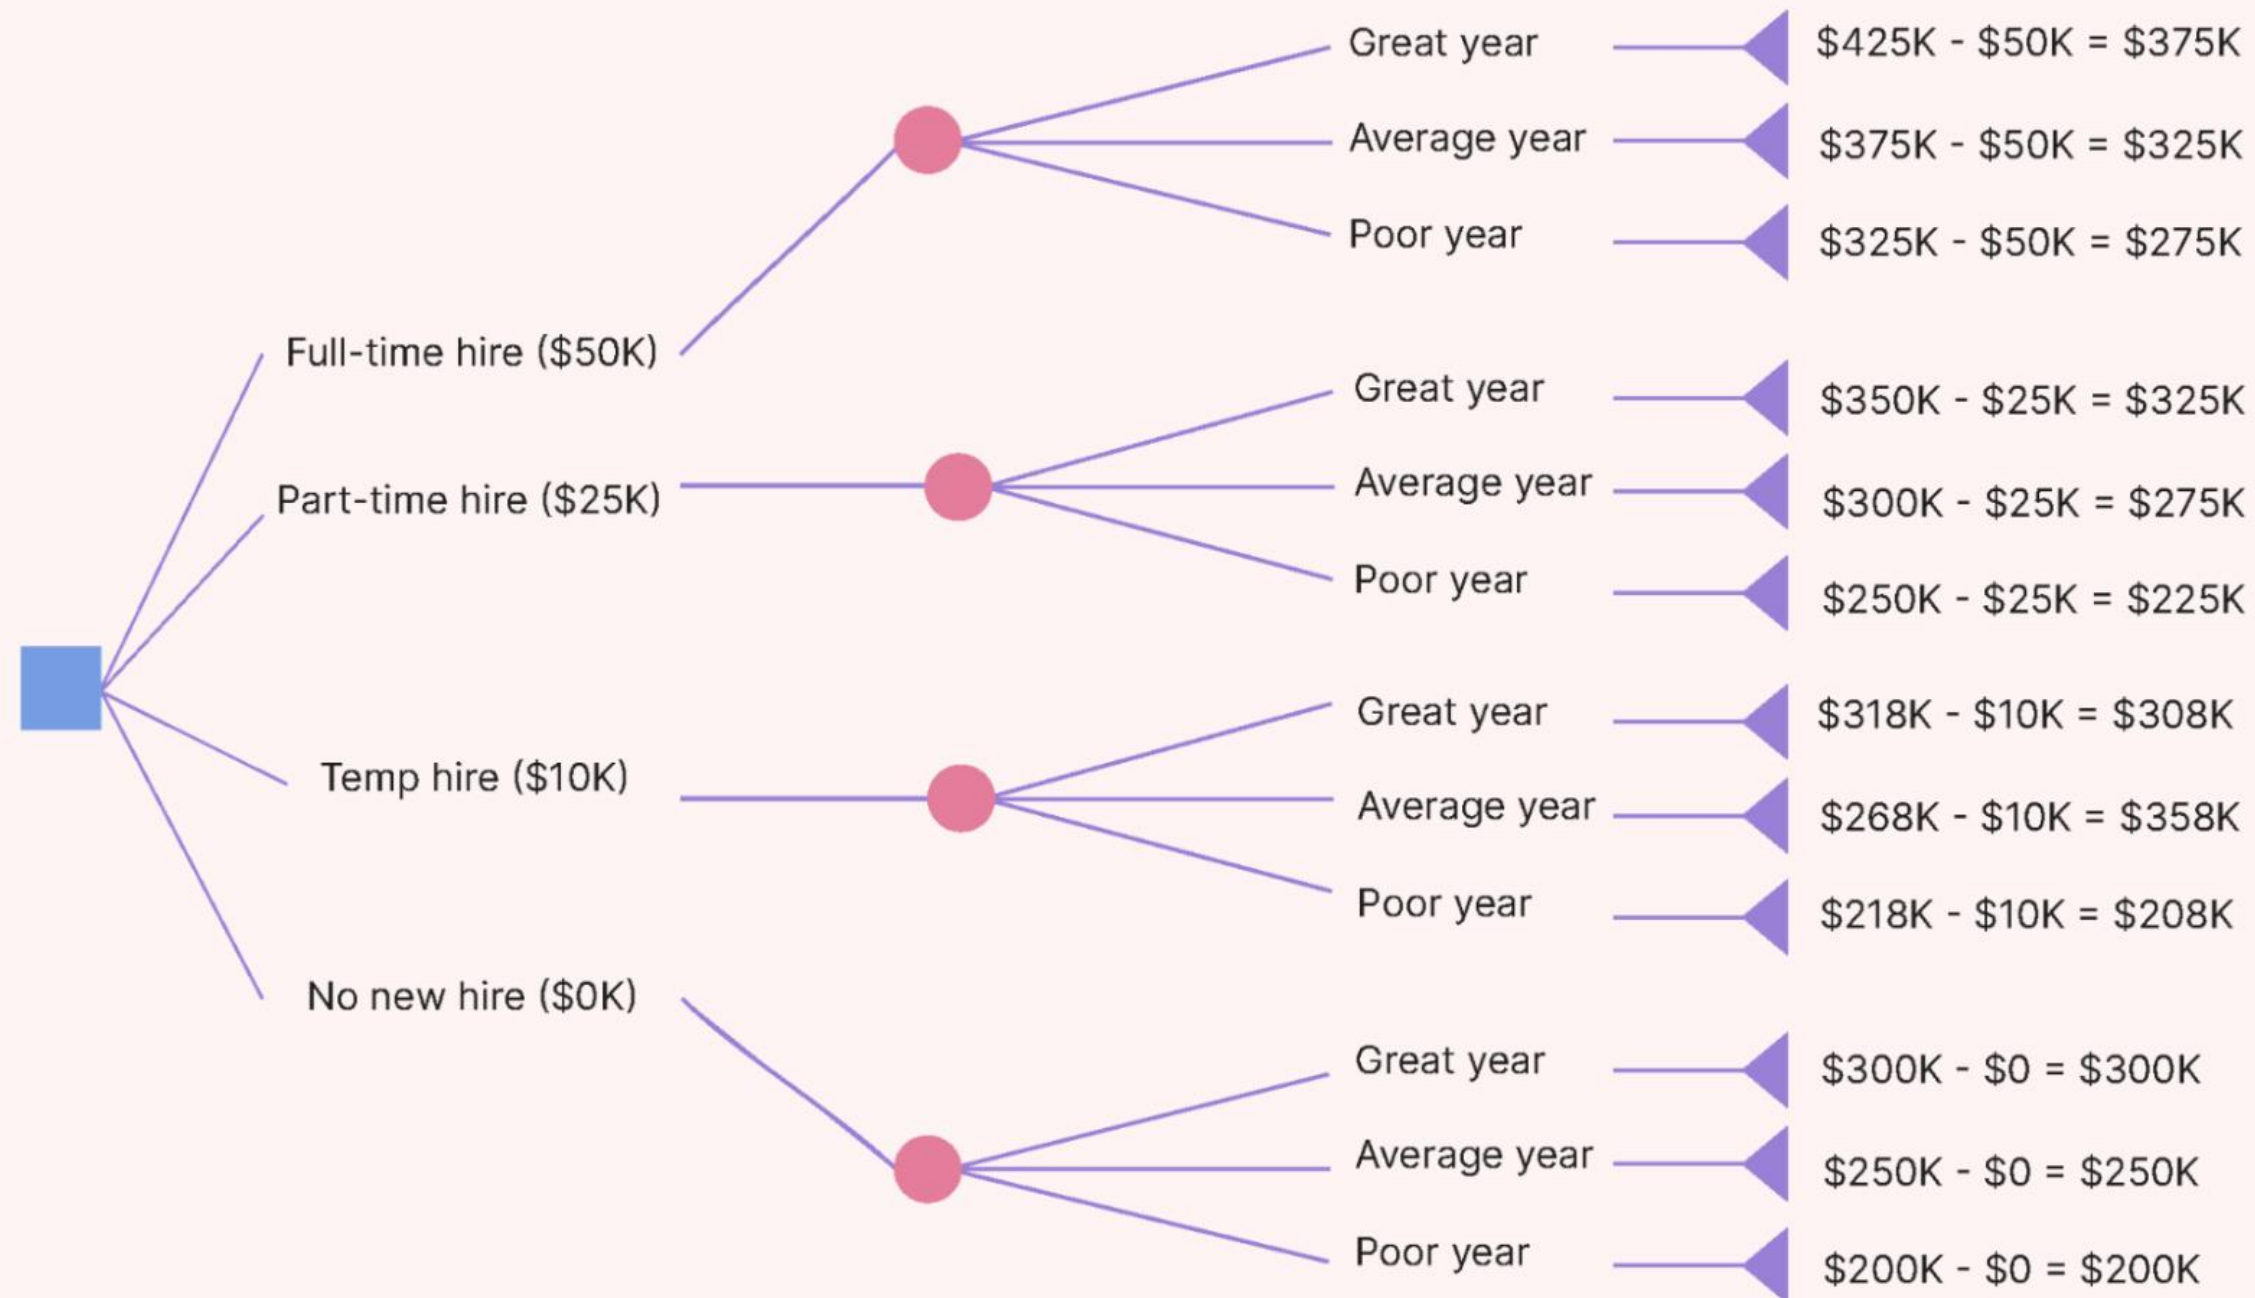 Great year
$425K - $50K = $375K
Average year
$375K - $50K = $325K
Poor year
$325K - $50K = $275K
Full-time hire ($50K)
Great year
$350K - $25K = $325K
Part-time hire ($25K)
Average year
$300K - $25K = $275K
Poor year
$250K - $25K = $225K
Great year
$318K - $10K = $308K
Temp hire ($10K)
Average year
$268K - $10K = $358K
Poor year
$218K - $10K = $208K
No new hire ($0K)
Great year
$300K - $0 = $300K
Average year
$250K - $0 = $250K
Poor year
$200K - $0 = $200K